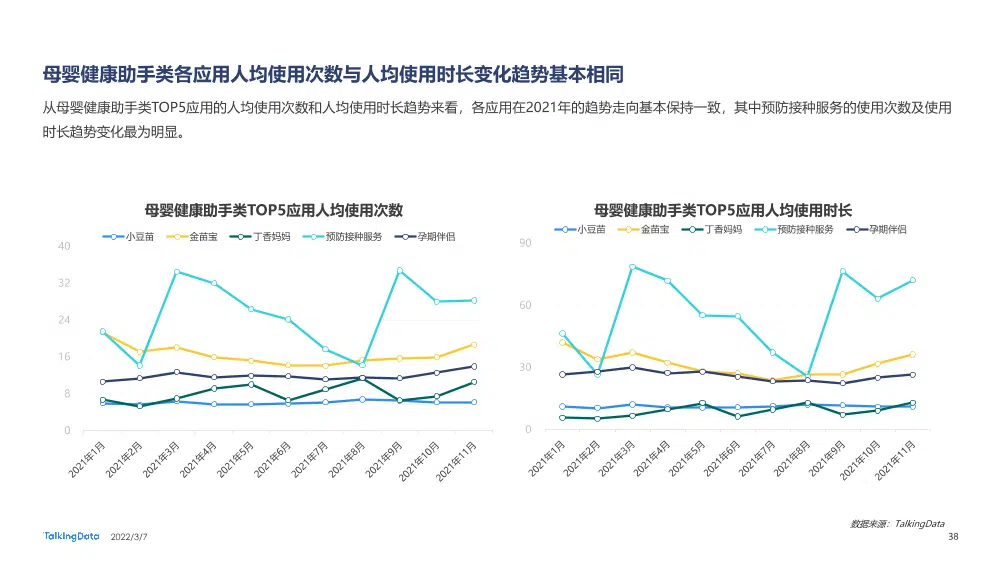 母婴健康助手类各应用人均使用次数与人均使用时长变化趋势基本相同
从母婴健康助手类TOP5应用的人均使用次数和人均使用时长趋势来看，各应用在2021年的趋势走向基本保持一致，其中预防接种服务的使用次数及使用
时长趋势变化最为明显。
母婴健康助手类TOP5应用人均使用次数
小豆苗 金苗宝 丁香妈妈 预防接种服务 孕期伴侣
40
32
24
16
8
0
2021年1月 2021年2月 2021年3月 2021年4月 2021年5月 2021年6月 2021年7月 2021年8月 2021年9月 2021年10月 2021年11月
母婴健康助手类TOP5应用人均使用时长
小豆苗 金苗宝 丁香妈妈 预防接种服务 孕期伴侣
90
60
30
0
2021年1月 2021年2月 2021年3月 2021年4月 2021年5月 2021年6月 2021年7月 2021年8月 2021年9月 2021年10月 2021年11月
数据来源：TalkingData
TalkingData 2022/3/7 38